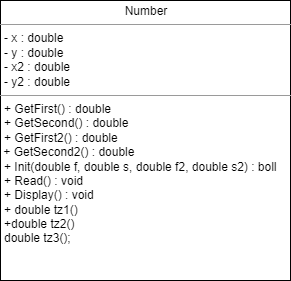 Number
- x : double
- y : double
- x2 : double
- y2 : double
+ GetFirst() : double
+ GetSecond() : double
+ GetFirst2() : double
+ GetSecond2() : double
+ Init(double f, double s, double f2, double s2) : boll
+ Read() : void
+ Display() : void
+ double tz1()
+double tz2()
double tz3();